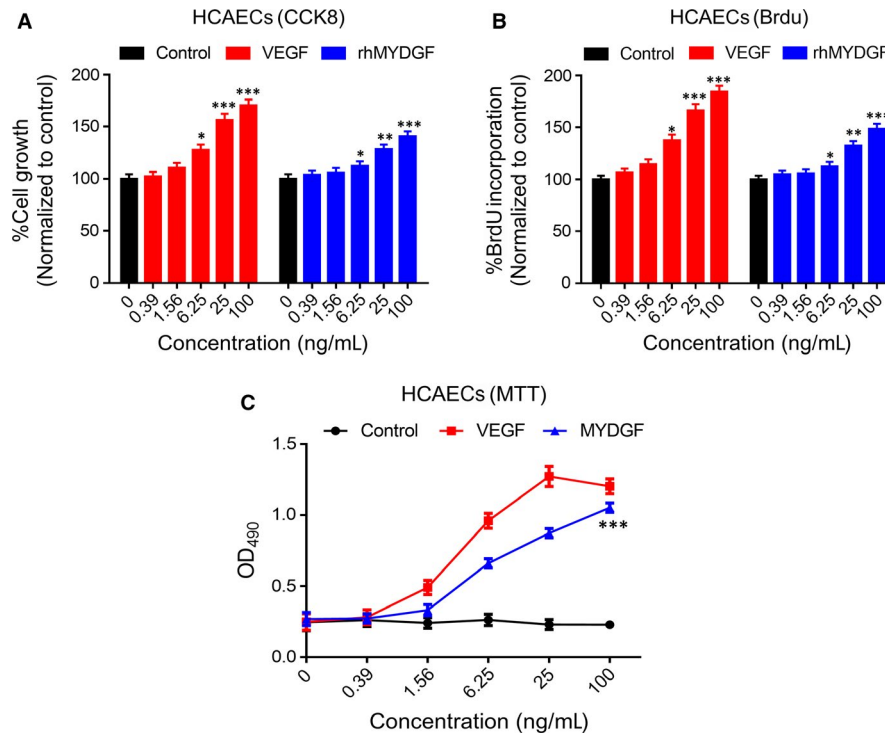 A
HCAECs (CCK8)
Control VEGF rhMYDGF
%Cell growth
(Normalized to control)
200
150
100
50
0
* *** *** * ** ***
0 0.39 1.56 6.25 25 100 0 0.39 1.56 6.25 25 100
Concentration (ng/mL)
B
HCAECs (Brdu)
Control VEGF rhMYDGF
%BrdU incorporation
(Normalized to control)
200
150
100
50
0
* *** *** * ** ***
0 0.39 1.56 6.25 25 100 0 0.39 1.56 6.25 25 100
Concentration (ng/mL)
C
HCAECs (MTT)
Control VEGF MYDGF
OD490
1.5
1.0
0.5
0.0
***
0 0.39 1.56 6.25 25 100
Concentration (ng/mL)